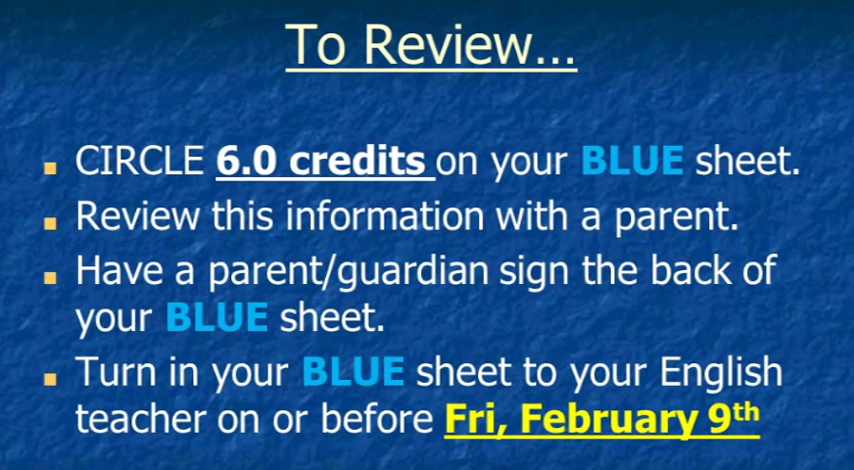 To Review...
CIRCLE 6.0 credits on your BLUE sheet.
Review this information with a parent.
Have a parent/guardian sign the back of
your BLUE sheet.
Turn in your BLUE sheet to your English
teacher on or before Fri, February 9th